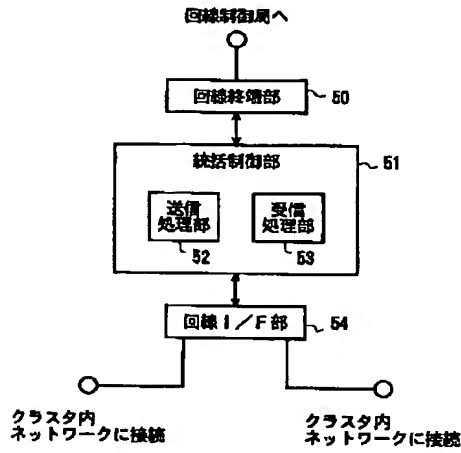 回線制御局へ
回線終端部
50
統括制御部
51
送信
処理部
52
受信
処理部
53
回線I/F部
54
クラスタ内
ネットワークに接続
クラスタ内
ネットワークに接続